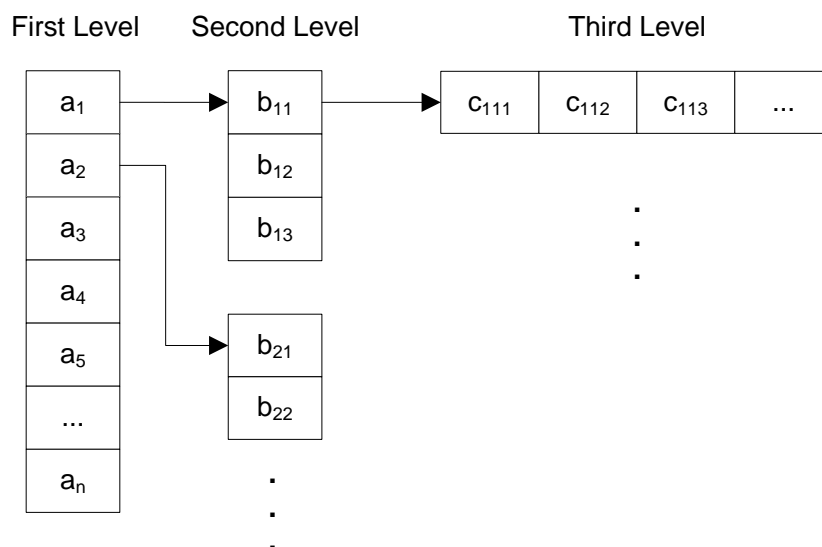 First Level Second Level Third Level
a₁ b₁₁ c₁₁₁ c₁₁₂ c₁₁₃ ...
a₂ b₁₂
a₃ b₁₃
a₄
a₅ b₂₁
... b₂₂
aₙ